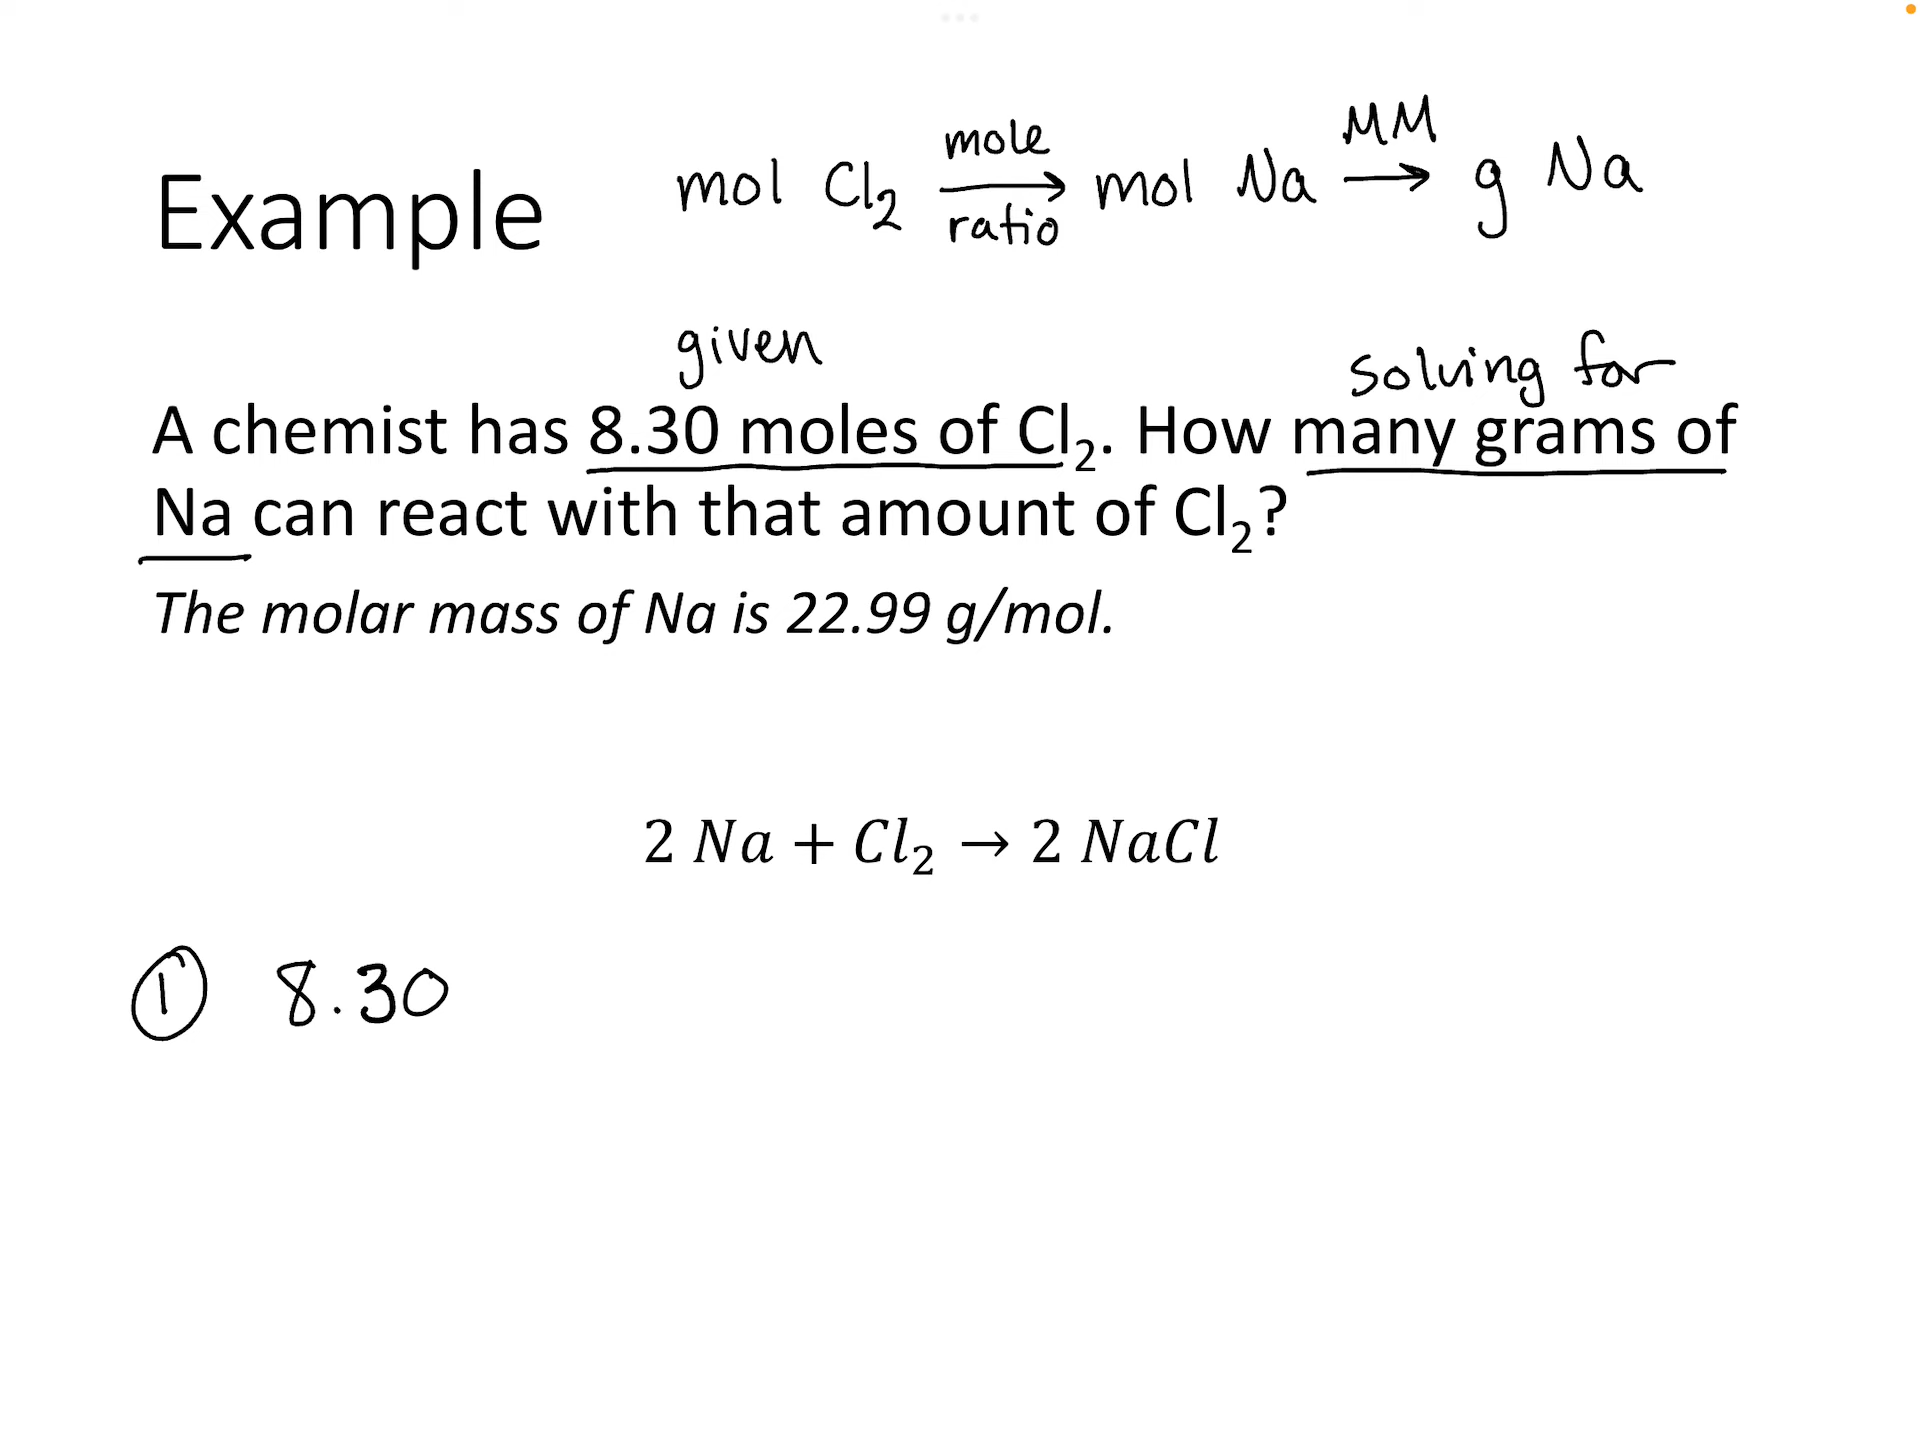 mole MM
Example mol Cl₂ → mol Na → g Na
ratio
given solving for
A chemist has 8.30 moles of Cl₂. How many grams of
Na can react with that amount of Cl₂?
The molar mass of Na is 22.99 g/mol.
2 Na + Cl₂ → 2 NaCl
① 8.30